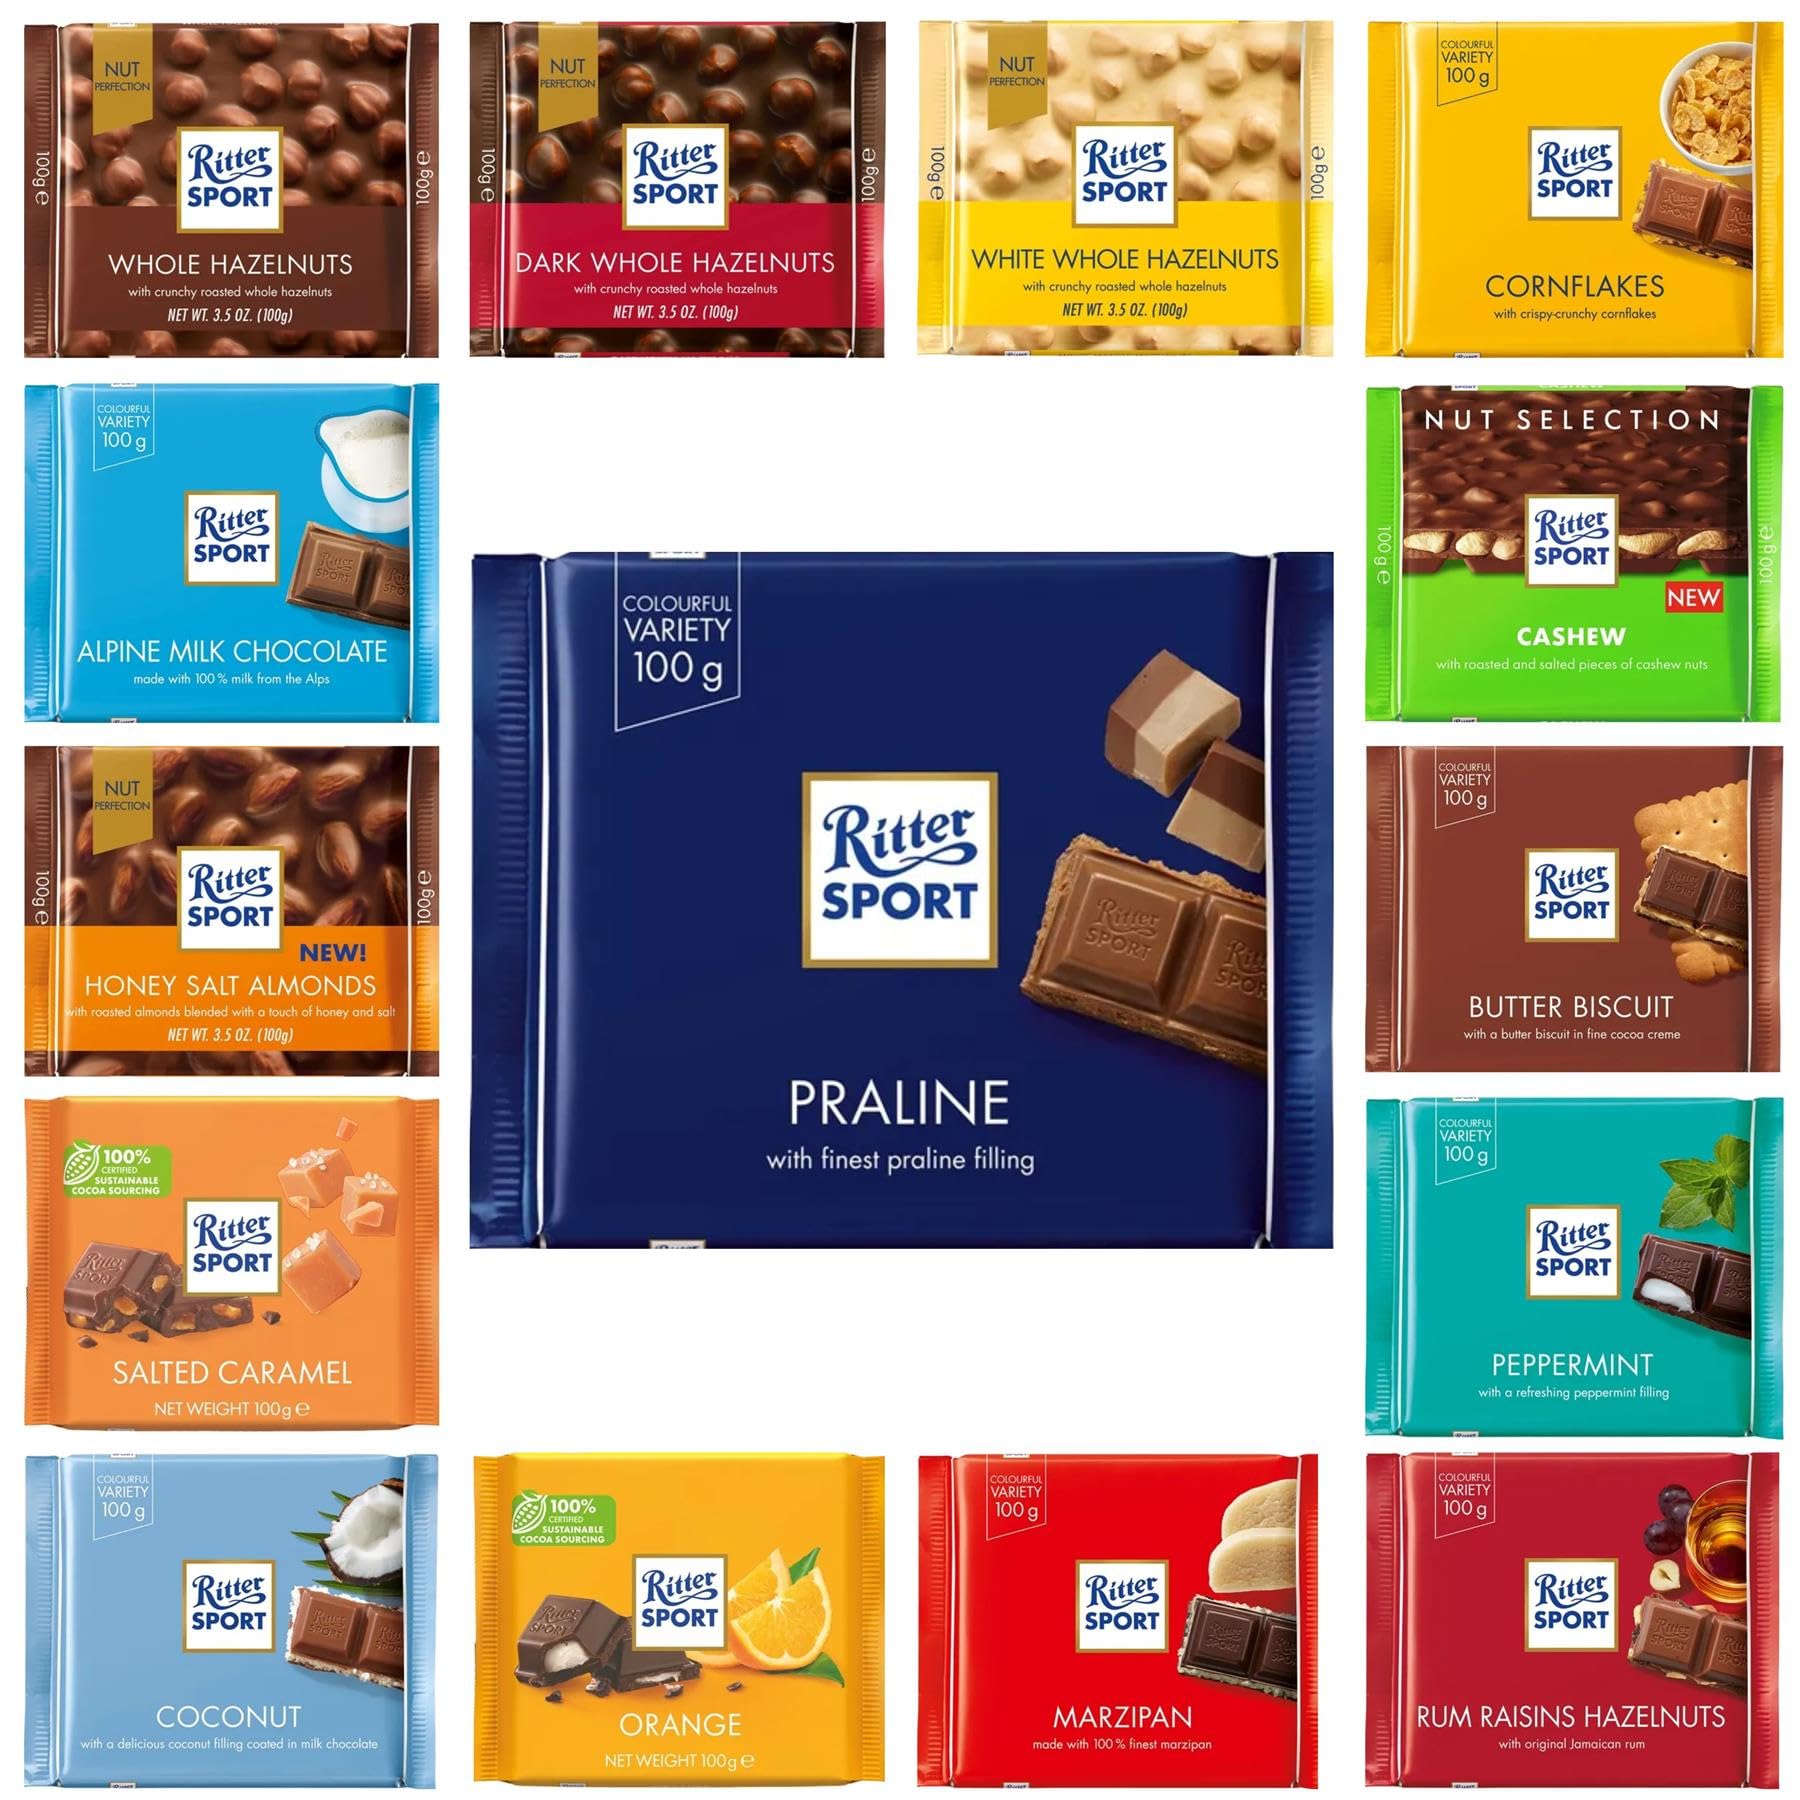 NUT
PERFECTION
Ritter
SPORT
100g e
100g e
WHOLE HAZELNUTS
with crunchy roasted whole hazelnuts
NET WT. 3.5 OZ. (100g)
NUT
PERFECTION
Ritter
SPORT
100g e
100g e
DARK WHOLE HAZELNUTS
with crunchy roasted whole hazelnuts
NET WT. 3.5 OZ. (100g)
NUT
PERFECTION
Ritter
SPORT
100g e
100g e
WHITE WHOLE HAZELNUTS
with crunchy roasted whole hazelnuts
NET WT. 3.5 OZ. (100g)
COLOURFUL
VARIETY
100 g
Ritter
SPORT
CORNFLAKES
with crispy-crunchy cornflakes
COLOURFUL
VARIETY
100 g
Ritter
SPORT
Ritter
SPORT
ALPINE MILK CHOCOLATE
made with 100 % milk from the Alps
NUT SELECTION
Ritter
SPORT
100 g e
100 g e
NEW
CASHEW
with roasted and salted pieces of cashew nuts
COLOURFUL
VARIETY
100 g
Ritter
SPORT
Ritter
SPORT
PRALINE
with finest praline filling
NUT
PERFECTION
Ritter
SPORT
100g e
100g e
NEW!
HONEY SALT ALMONDS
with roasted almonds blended with a touch of honey and salt
NET WT. 3.5 OZ. (100g)
COLOURFUL
VARIETY
100 g
Ritter
SPORT
BUTTER BISCUIT
with a butter biscuit in fine cocoa creme
100%
CERTIFIED
SUSTAINABLE
COCOA SOURCING
Ritter
SPORT
SALTED CARAMEL
NET WEIGHT 100g e
COLOURFUL
VARIETY
100 g
Ritter
SPORT
PEPPERMINT
with a refreshing peppermint filling
COLOURFUL
VARIETY
100 g
Ritter
SPORT
COCONUT
with a delicious coconut filling coated in milk chocolate
100%
CERTIFIED
SUSTAINABLE
COCOA SOURCING
Ritter
SPORT
ORANGE
NET WEIGHT 100g e
COLOURFUL
VARIETY
100 g
Ritter
SPORT
MARZIPAN
made with 100 % finest marzipan
COLOURFUL
VARIETY
100 g
Ritter
SPORT
RUM RAISINS HAZELNUTS
with original Jamaican rum